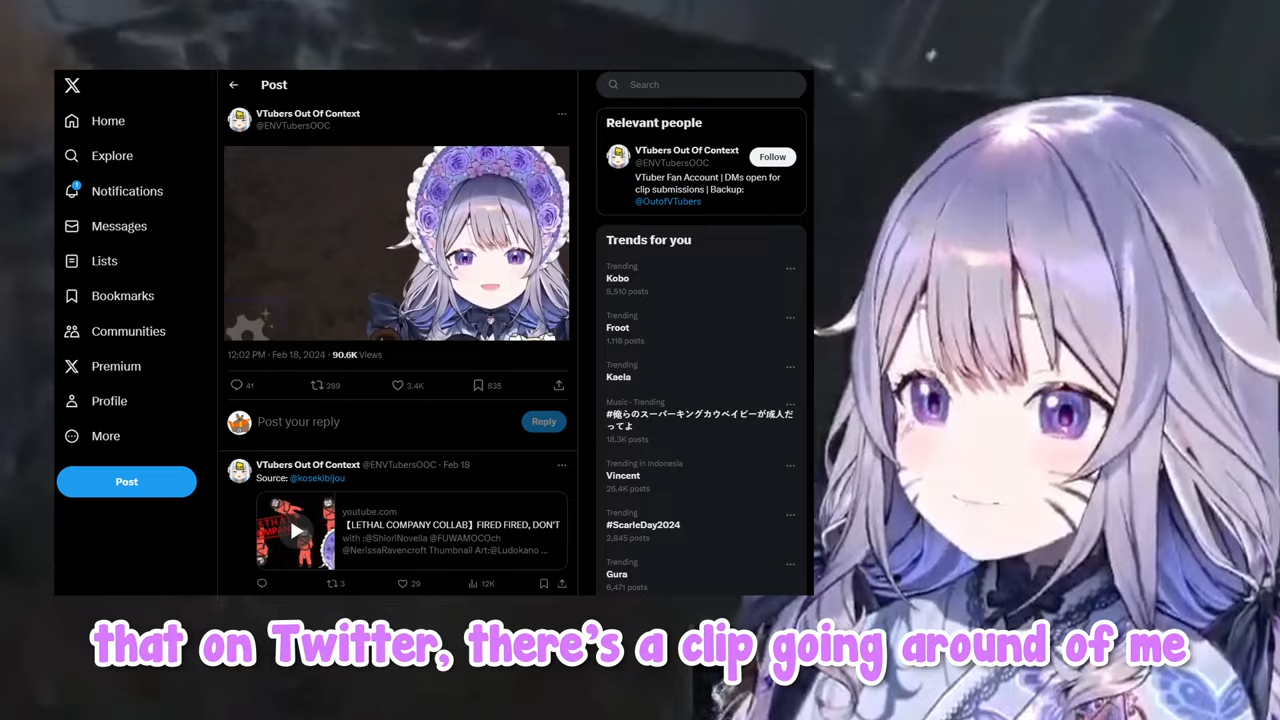 Post
Search
Home
Explore
1
Notifications
Messages
Lists
Bookmarks
Communities
Premium
Profile
More
Post
VTubers Out Of Context
@ENVTubersOOC
12:02 PM · Feb 18, 2024 · 90.6K Views
41 289 3.4K 835
Post your reply
Reply
VTubers Out Of Context @ENVTubersOOC · Feb 18
Source: @kosekibijou
youtube.com
【LETHAL COMPANY COLLAB】FIRED FIRED, DON'T
with :@ShioriNovella @FUWAMOCOch
@NerissaRavencroft Thumbnail Art:@Ludokano ...
3 29 12K
Relevant people
VTubers Out Of Context
@ENVTubersOOC
Follow
VTuber Fan Account | DMs open for
clip submissions | Backup:
@OutofVTubers
Trends for you
Trending
Kobo
8,510 posts
Trending
Froot
1,118 posts
Trending
Kaela
Music · Trending
#俺らのスーパーキングカウベイビーが成人だ
ってよ
18.3K posts
Trending in Indonesia
Vincent
26.4K posts
Trending
#ScarleDay2024
2,845 posts
Trending
Gura
6,471 posts
that on Twitter, there's a clip going around of me